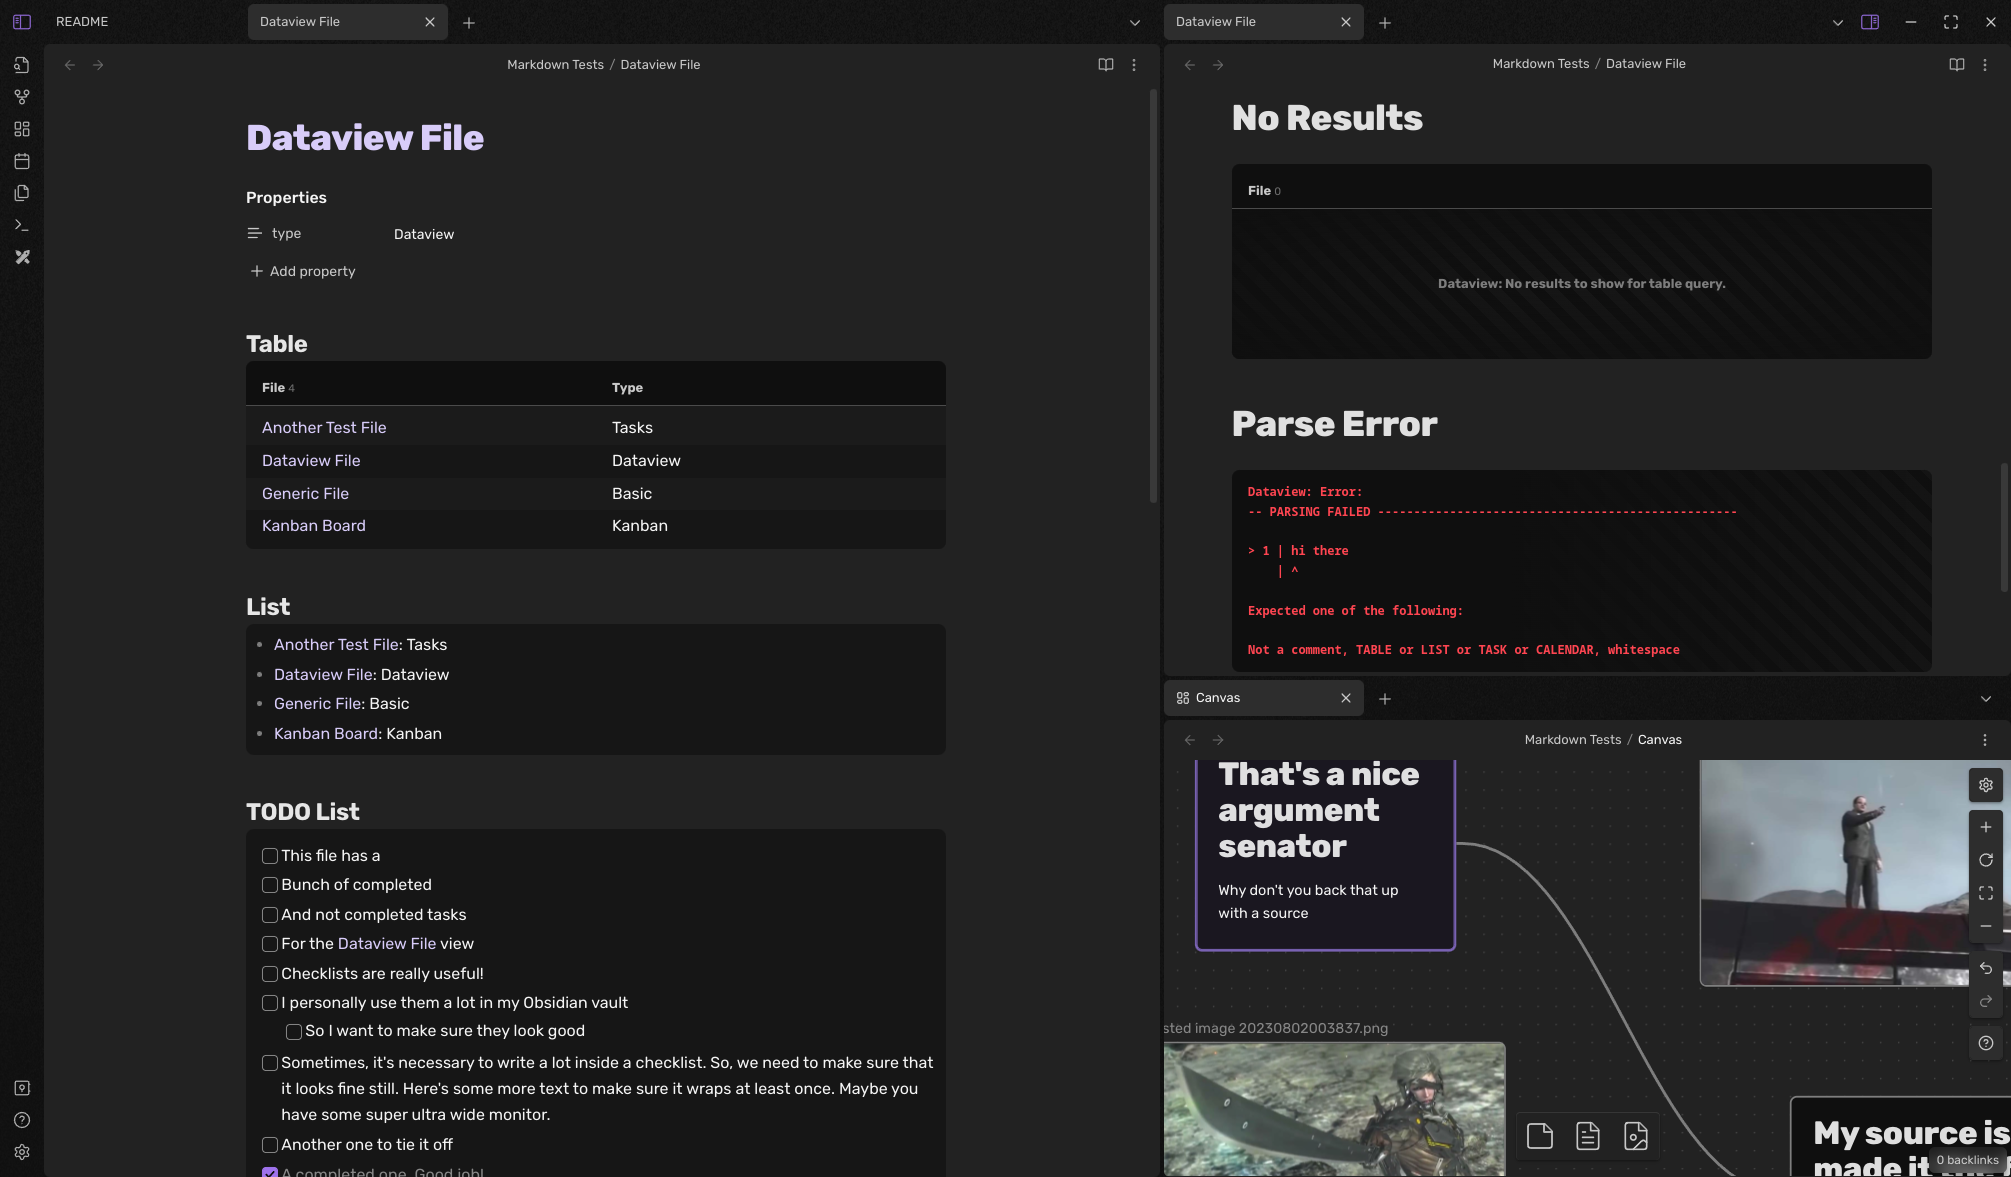 README
Dataview File
Markdown Tests / Dataview File
Dataview File
Properties
type
Dataview
Add property
Table
File 4
Type
Another Test File
Tasks
Dataview File
Dataview
Generic File
Basic
Kanban Board
Kanban
List
Another Test File: Tasks
Dataview File: Dataview
Generic File: Basic
Kanban Board: Kanban
TODO List
This file has a
Bunch of completed
And not completed tasks
For the Dataview File view
Checklists are really useful!
I personally use them a lot in my Obsidian vault
So I want to make sure they look good
Sometimes, it's necessary to write a lot inside a checklist. So, we need to make sure that
it looks fine still. Here's some more text to make sure it wraps at least once. Maybe you
have some super ultra wide monitor.
Another one to tie it off
A completed one. Good job!
Dataview File
Markdown Tests / Dataview File
No Results
File 0
Dataview: No results to show for table query.
Parse Error
Dataview: Error:
-- PARSING FAILED --------------------------------------------------
> 1 | hi there
| ^
Expected one of the following:
Not a comment, TABLE or LIST or TASK or CALENDAR, whitespace
Canvas
Markdown Tests / Canvas
That's a nice
argument
senator
Why don't you back that up
with a source
sted image 20230802003837.png
My source is
made it
0 backlinks